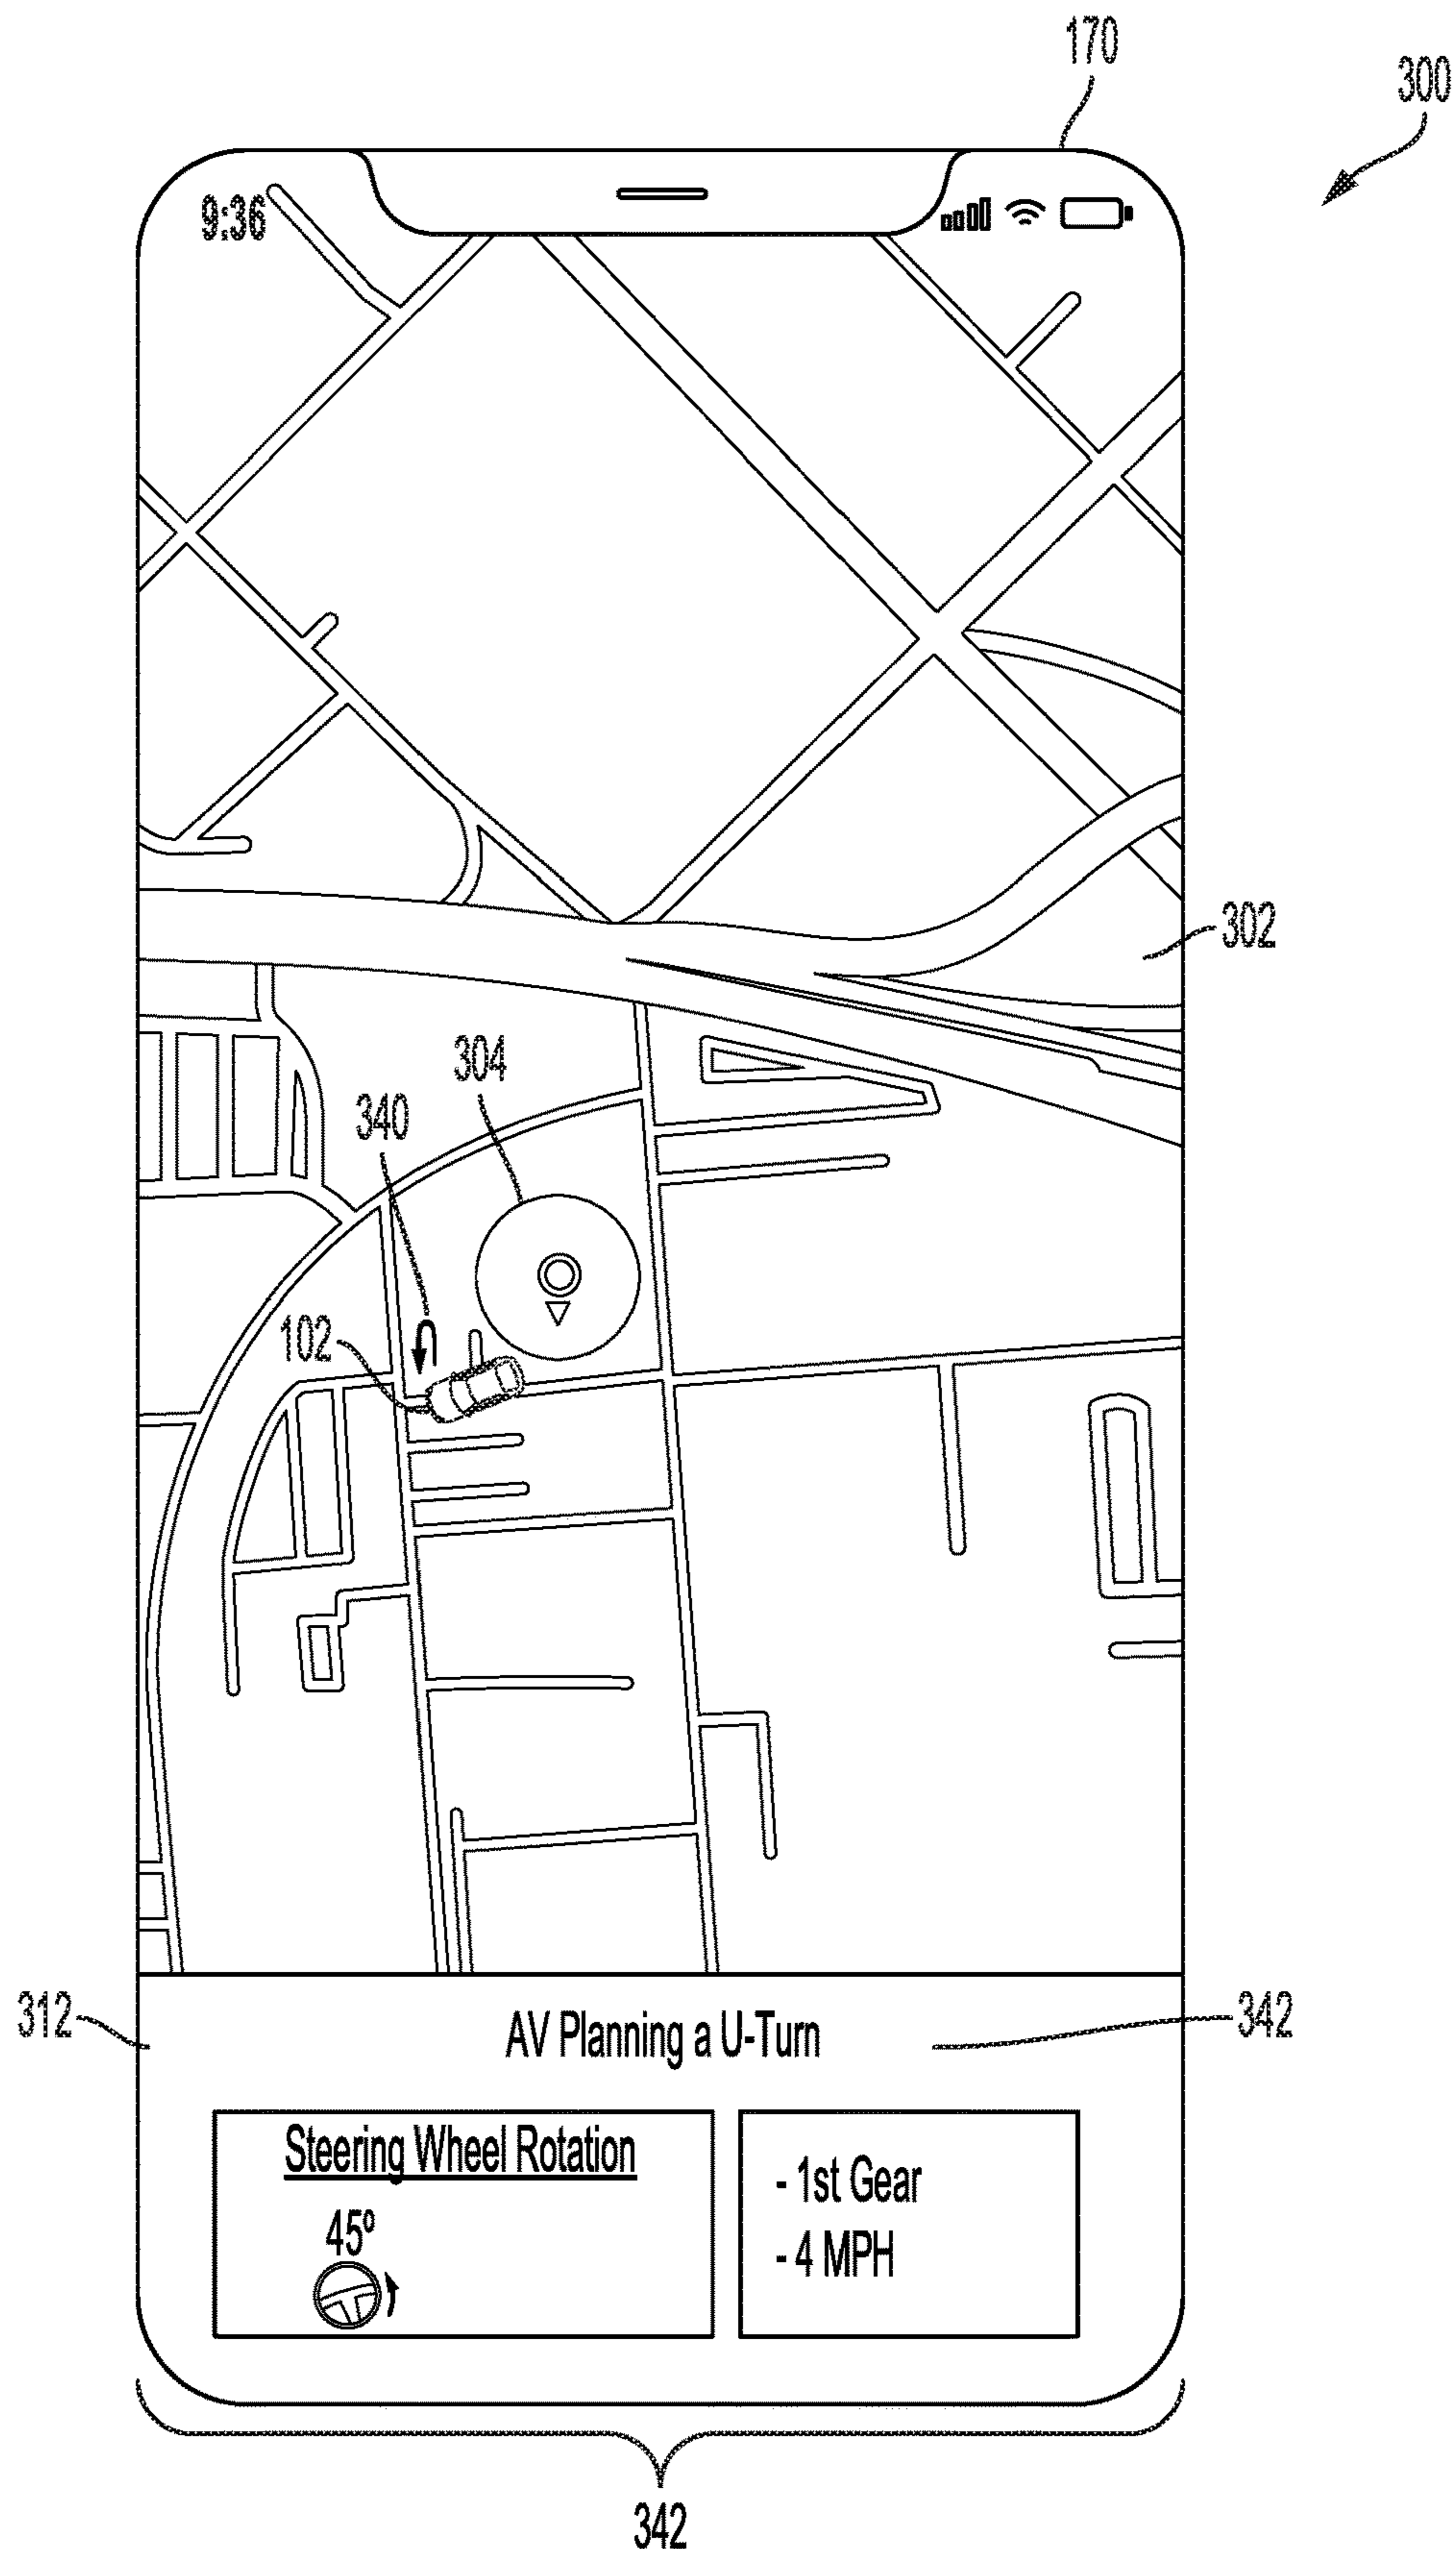 170
300
9:36
302
304
340
102
312
AV Planning a U-Turn
342
Steering Wheel Rotation
45º
- 1st Gear
- 4 MPH
342